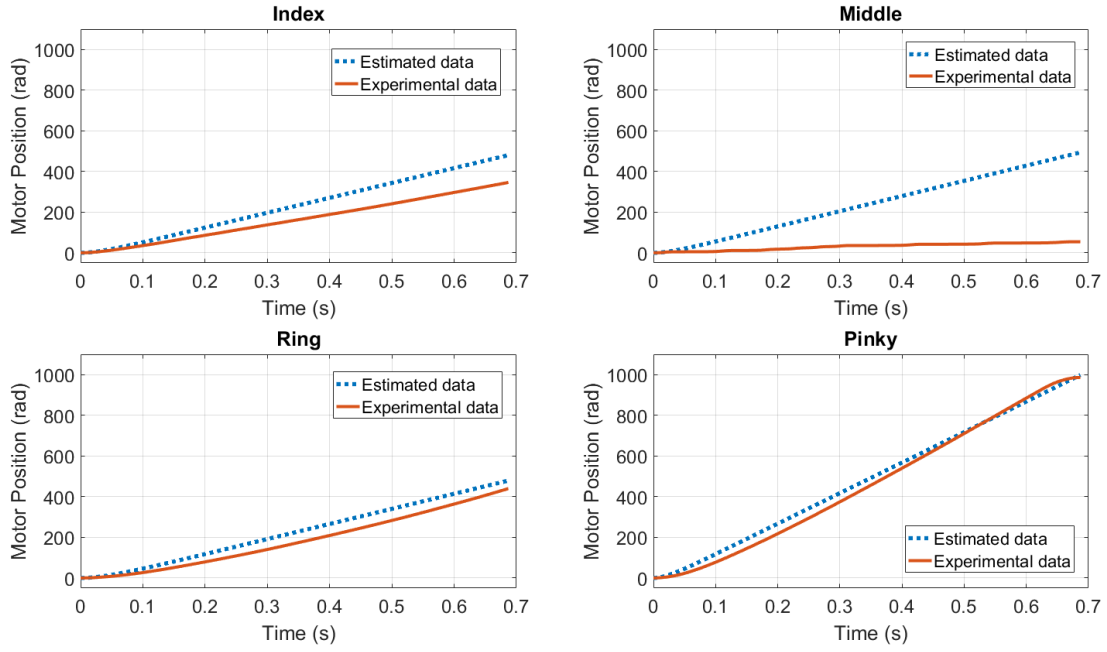 Index
Motor Position (rad)
1000
800
600
400
200
0
Estimated data
Experimental data
0 0.1 0.2 0.3 0.4 0.5 0.6 0.7
Time (s)
Middle
Motor Position (rad)
1000
800
600
400
200
0
Estimated data
Experimental data
0 0.1 0.2 0.3 0.4 0.5 0.6 0.7
Time (s)
Ring
Motor Position (rad)
1000
800
600
400
200
0
Estimated data
Experimental data
0 0.1 0.2 0.3 0.4 0.5 0.6 0.7
Time (s)
Pinky
Motor Position (rad)
1000
800
600
400
200
0
Estimated data
Experimental data
0 0.1 0.2 0.3 0.4 0.5 0.6 0.7
Time (s)